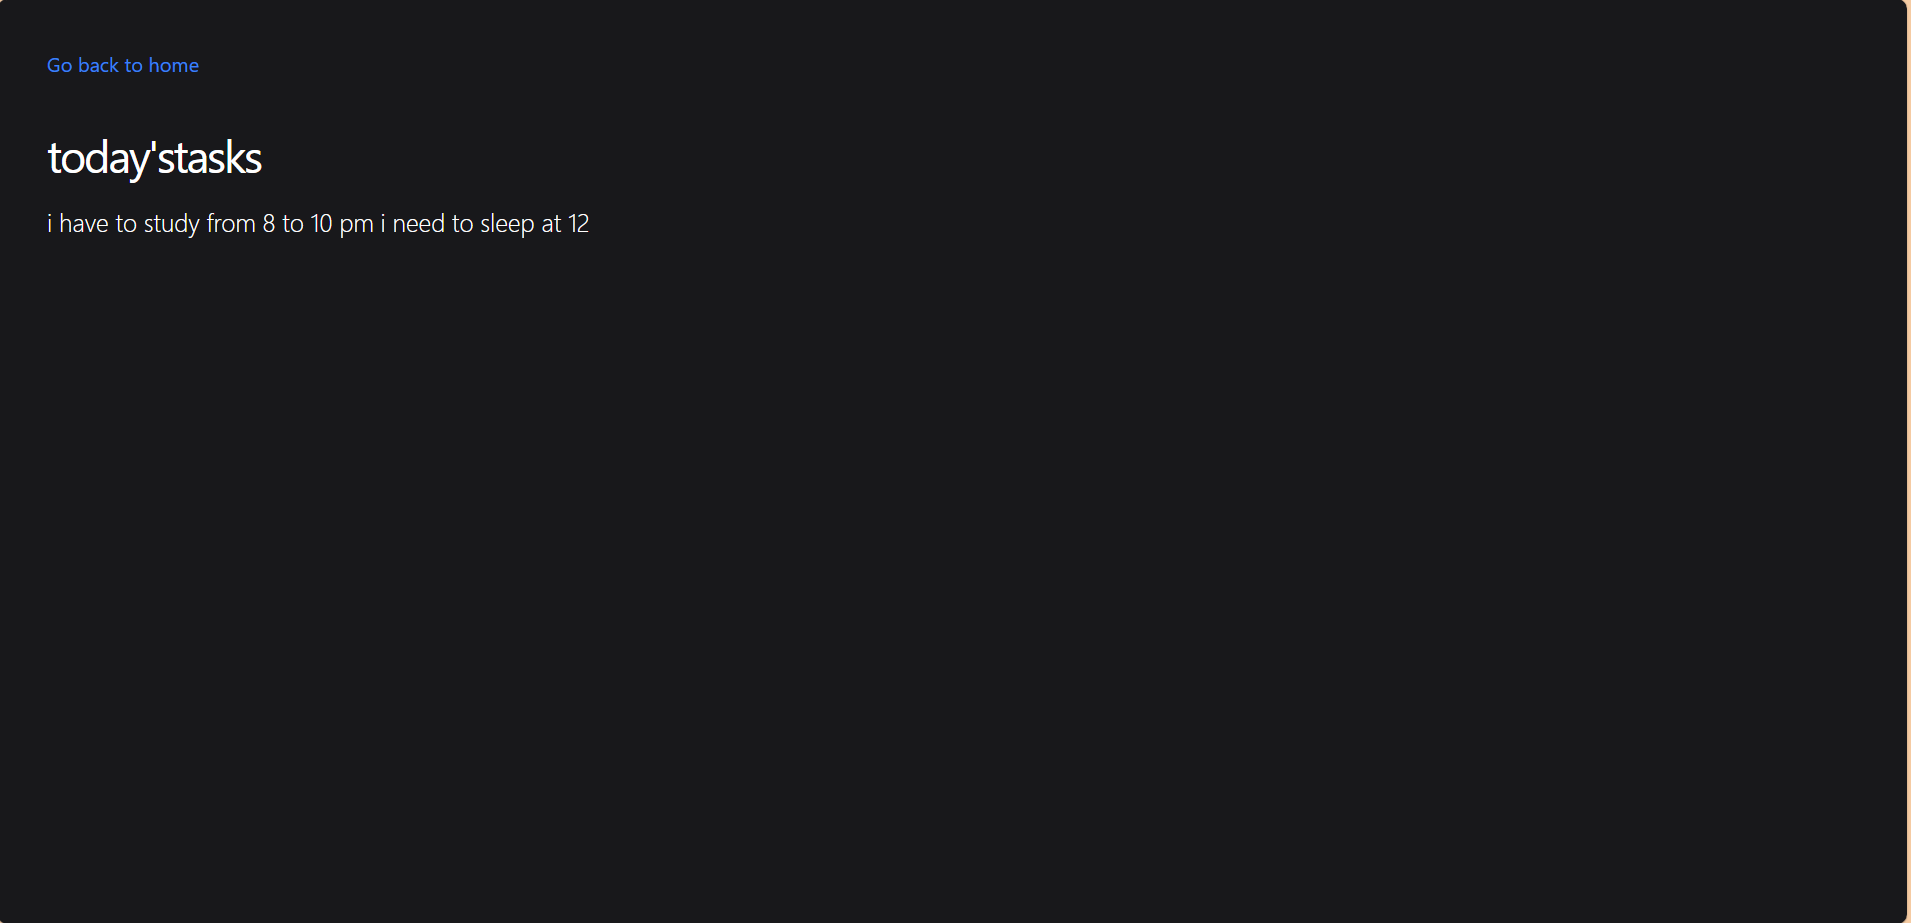 Go back to home
today'stasks
i have to study from 8 to 10 pm i need to sleep at 12